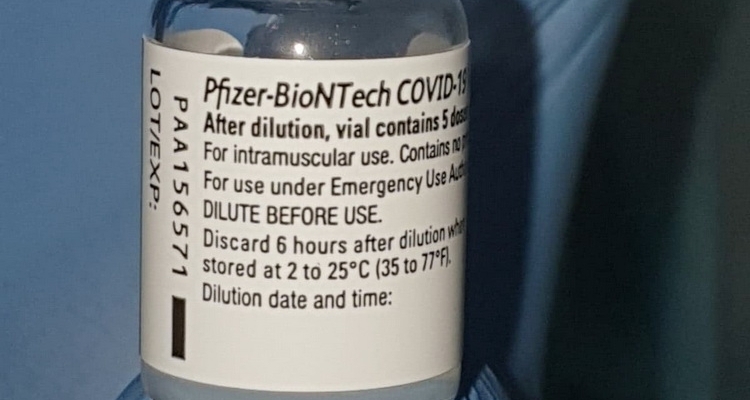 Pfizer-BioNTech COVID-19
After dilution, vial contains 5
For intramuscular use. Contains no
For use under Emergency Use
DILUTE BEFORE USE.
Discard 6 hours after dilution when
stored at 2 to 25°C (35 to 77°F).
Dilution date and time:
PAA156571
LOT/EXP: